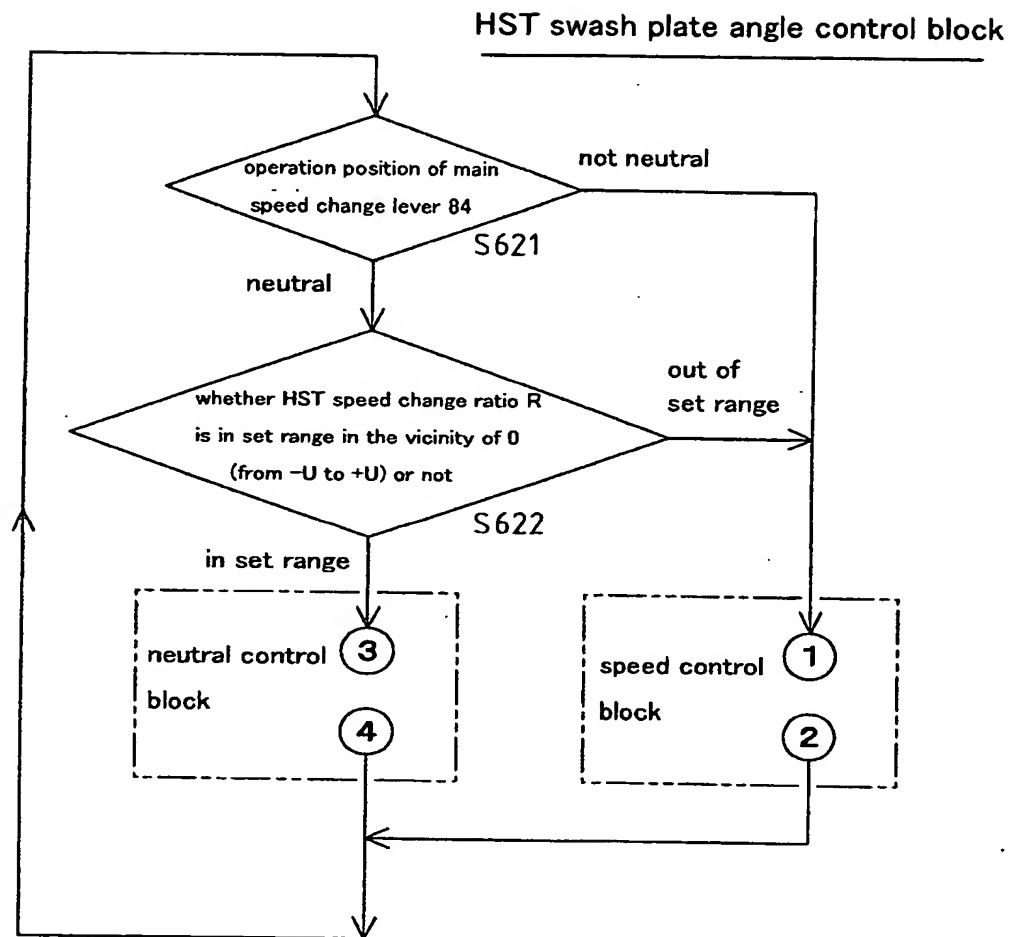 HST swash plate angle control block
operation position of main
speed change lever 84
not neutral
S621
neutral
whether HST speed change ratio R
is in set range in the vicinity of 0
(from -U to +U) or not
out of
set range
S622
in set range
neutral control
block
3
4
speed control
block
1
2